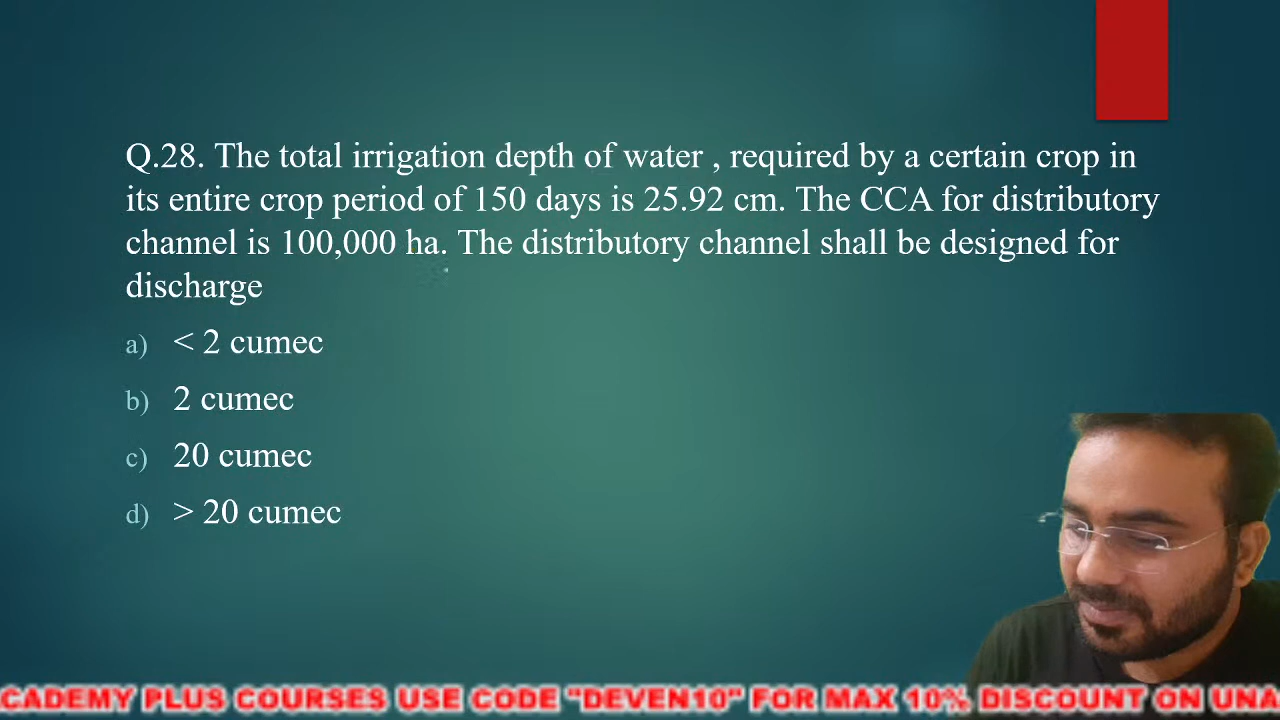 Q.28. The total irrigation depth of water , required by a certain crop in
its entire crop period of 150 days is 25.92 cm. The CCA for distributory
channel is 100,000 ha. The distributory channel shall be designed for
discharge
a) < 2 cumec
b) 2 cumec
c) 20 cumec
d) > 20 cumec
CADEMY PLUS COURSES USE CODE "DEVEN10" FOR MAX 10% DISCOUNT ON UNA